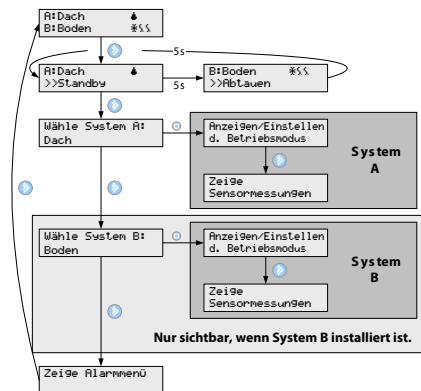 A:Dach
B:Boden
5s
A:Dach
>>Standby
5s
B:Boden
>>Abtauen
Wähle System A:
Dach
Anzeigen/Einstellen
d. Betriebsmodus
System
A
Zeige
Sensormessungen
Wähle System B:
Boden
Anzeigen/Einstellen
d. Betriebsmodus
System
B
Zeige
Sensormessungen
Nur sichtbar, wenn System B installiert ist.
Zeige Alarmmenü